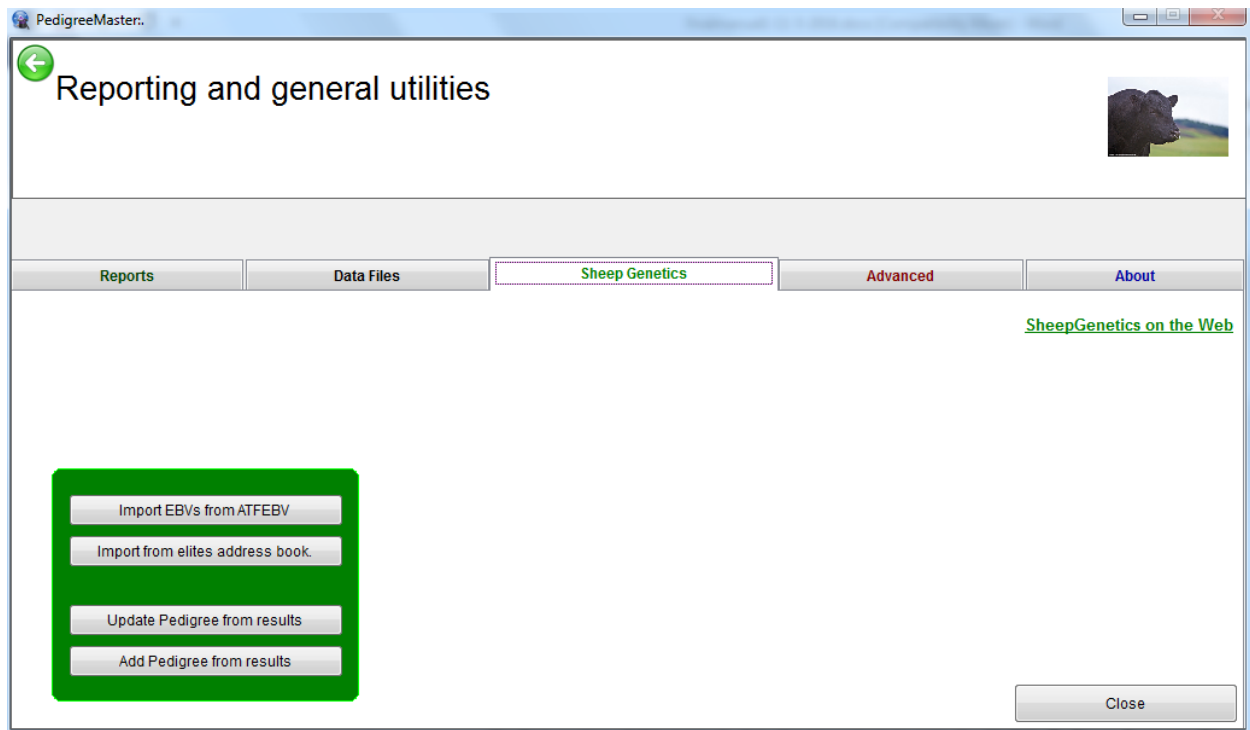 PedigreeMaster:.
Reporting and general utilities
Reports
Data Files
Sheep Genetics
Advanced
About
SheepGenetics on the Web
Import EBVs from ATFEBV
Import from elites address book.
Update Pedigree from results
Add Pedigree from results
Close